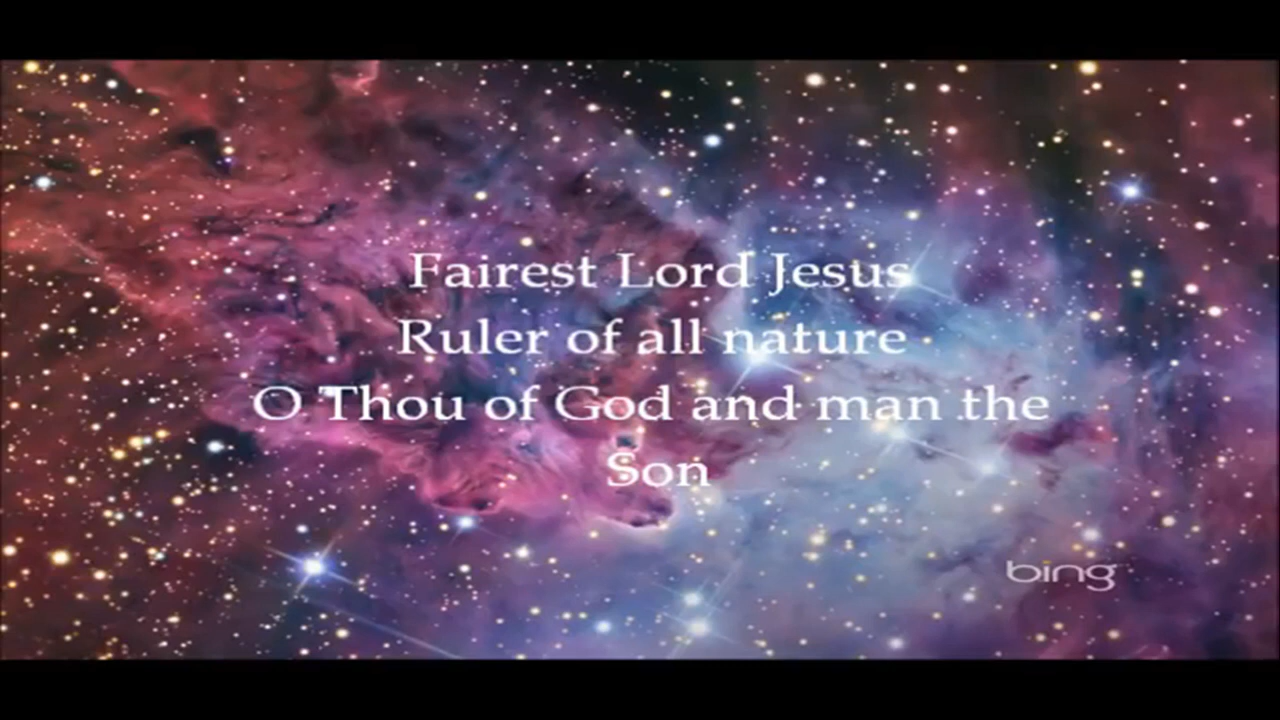 Fairest Lord Jesus
Ruler of all nature
O Thou of God and man the
Son
bing